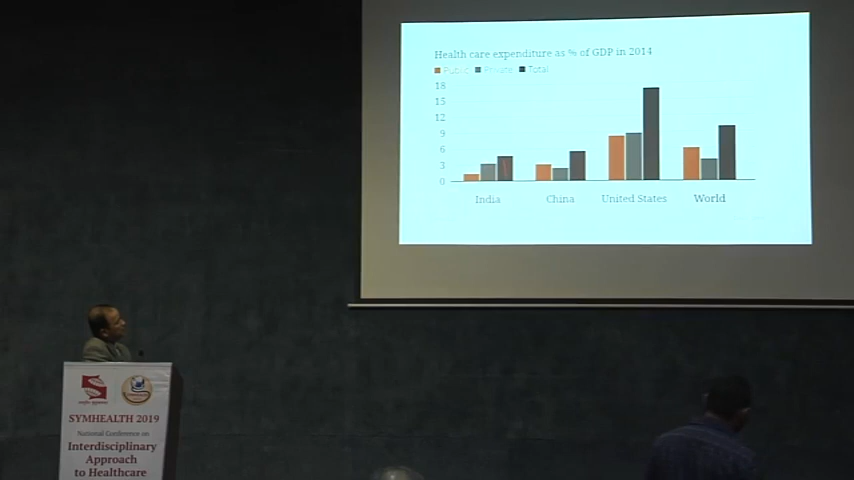 Health care expenditure as % of GDP in 2014
Public Private Total
18
15
12
9
6
3
0
India China United States World
SYMHEALTH 2019
National Conference on
Interdisciplinary
Approach
to Healthcare